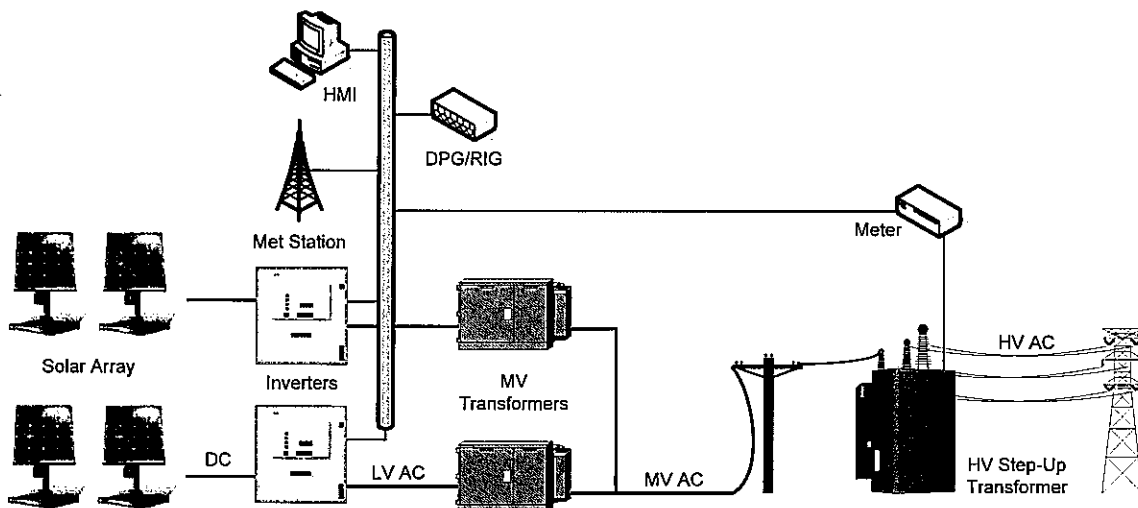 HMI
DPG/RIG
Met Station
Meter
Solar Array
Inverters
MV
Transformers
HV AC
DC
LV AC
MV AC
HV Step-Up
Transformer